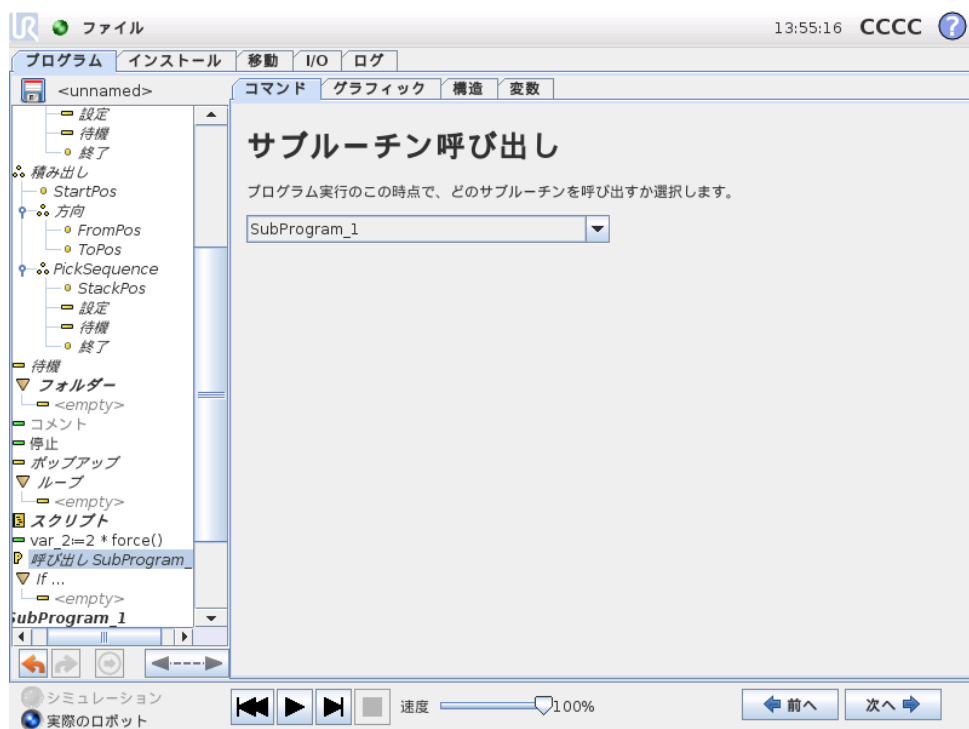 UR ファイル 13:55:16 CCCC ?
プログラム インストール 移動 I/O ログ
<unnamed>
コマンド グラフィック 構造 変数
設定
待機
終了
積み出し
StartPos
方向
FromPos
ToPos
PickSequence
StackPos
設定
待機
終了
待機
フォルダー
<empty>
コメント
停止
ポップアップ
ループ
<empty>
スクリプト
var_2:=2 * force()
P 呼び出し SubProgram_
If ...
<empty>
SubProgram_1
サブルーチン呼び出し
プログラム実行のこの時点で、どのサブルーチンを呼び出すか選択します。
SubProgram_1
シミュレーション
実際のロボット
速度 100%
前へ 次へ